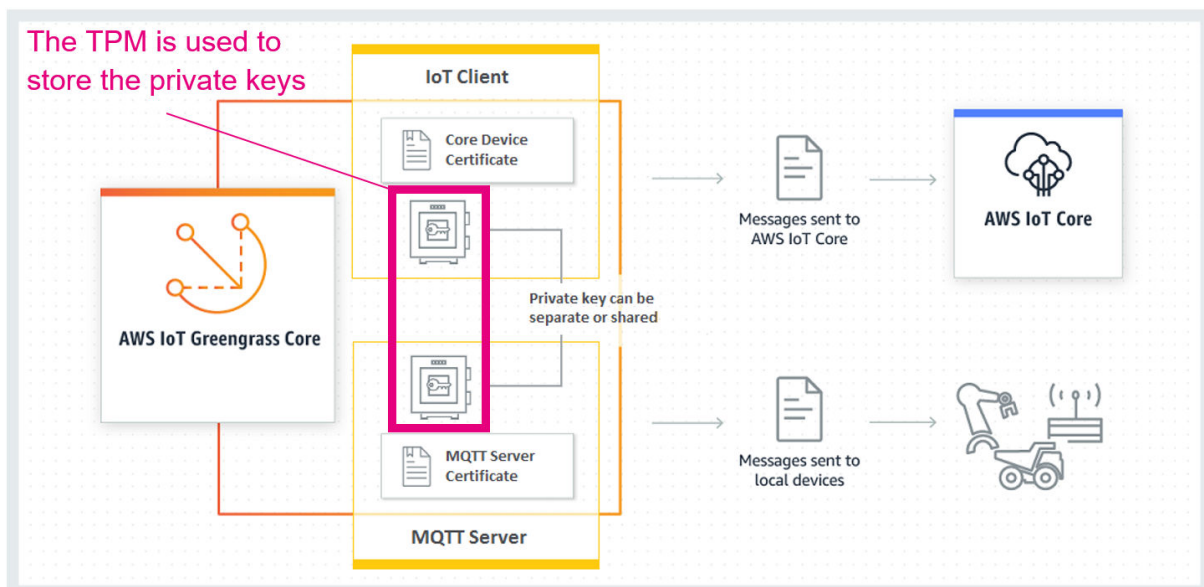 The TPM is used to
store the private keys
IoT Client
Core Device
Certificate
AWS IoT Greengrass Core
Private key can be
separate or shared
MQTT Server
Certificate
MQTT Server
Messages sent to
AWS IoT Core
AWS IoT Core
Messages sent to
local devices